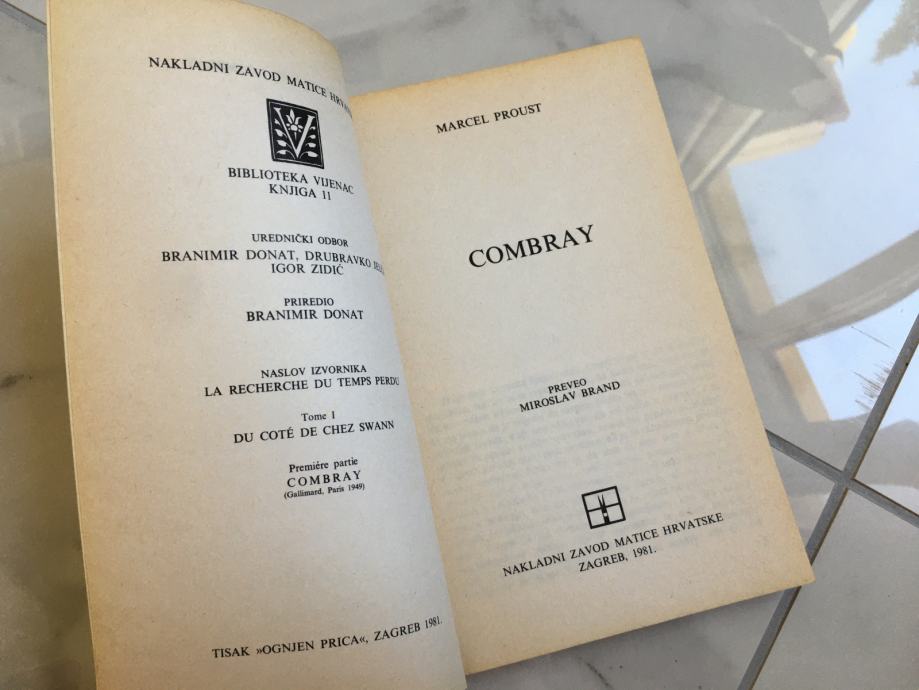 NAKLADNI ZAVOD MATICE
V
BIBLIOTEKA VIJENAC
KNJIGA 11
UREDNIČKI ODBOR
BRANIMIR DONAT, DRUBRAVKO
IGOR ZIDIĆ
PRIREDIO
BRANIMIR DONAT
NASLOV IZVORNIKA
LA RECHERCHE DU TEMPS PERDU
Tome 1
DU COTÉ DE CHEZ SWANN
Premiére partie
COMBRAY
(Gallimard, Paris 1949)
TISAK »OGNJEN PRICA«, ZAGREB 1981.
MARCEL PROUST
COMBRAY
PREVEO
MIROSLAV BRAND
NAKLADNI ZAVOD MATICE HRVATSKE
ZAGREB, 1981.